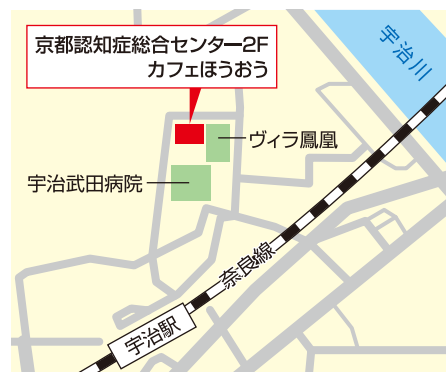 京都認知症総合センター2F
カフェほうおう
宇治川
ヴィラ鳳凰
宇治武田病院
奈良線
宇治駅